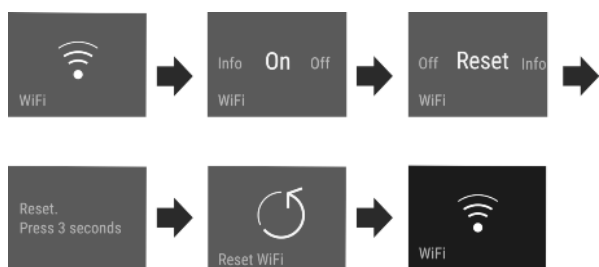 WiFi
Info On Off
WiFi
Off Reset Info
WiFi
Reset.
Press 3 seconds
Reset WiFi
WiFi